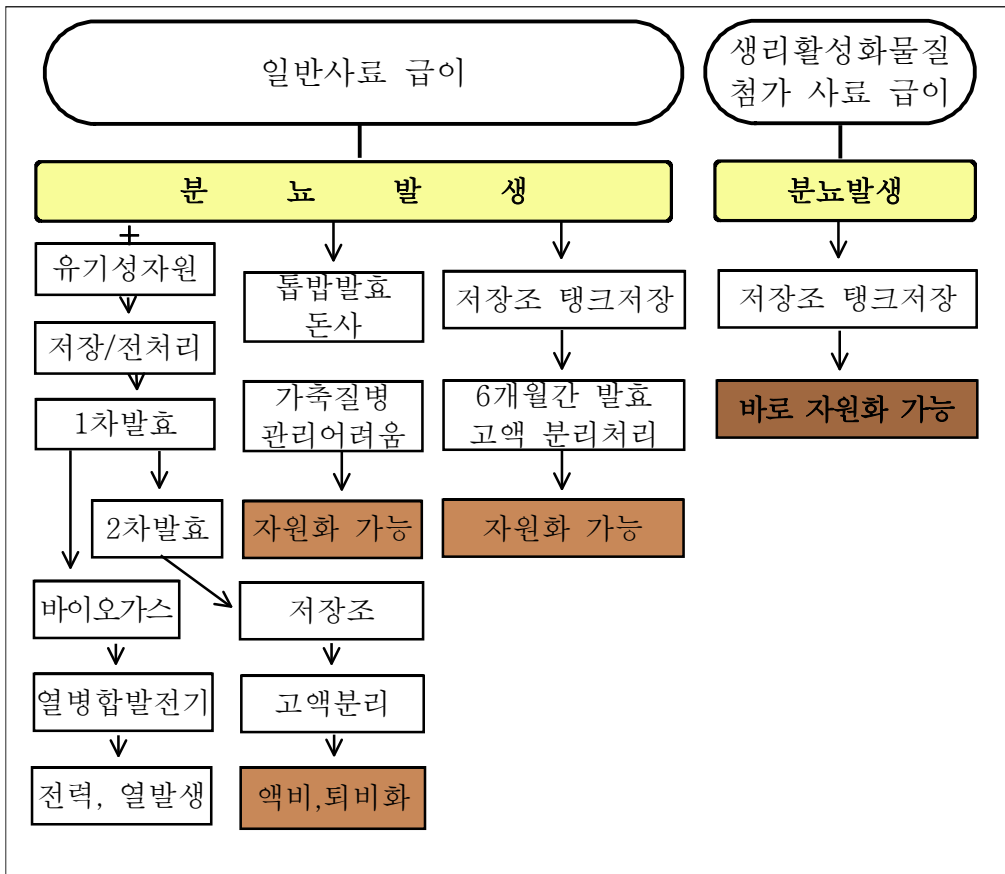 일반사료 급이
생리활성화물질
첨가 사료 급이
분 뇨 발 생
분뇨발생
+
유기성자원
톱밥발효
돈사
저장조 탱크저장
저장조 탱크저장
저장/전처리
1차발효
가축질병
관리어려움
6개월간 발효
고액 분리처리
바로 자원화 가능
2차발효
자원화 가능
자원화 가능
바이오가스
저장조
열병합발전기
고액분리
전력, 열발생
액비,퇴비화